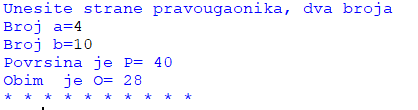 Unesite strane pravougaonika, dva broja
Broj a=4
Broj b=10
Povrsina je P= 40
Obim  je O= 28
* * * * * * * * * *